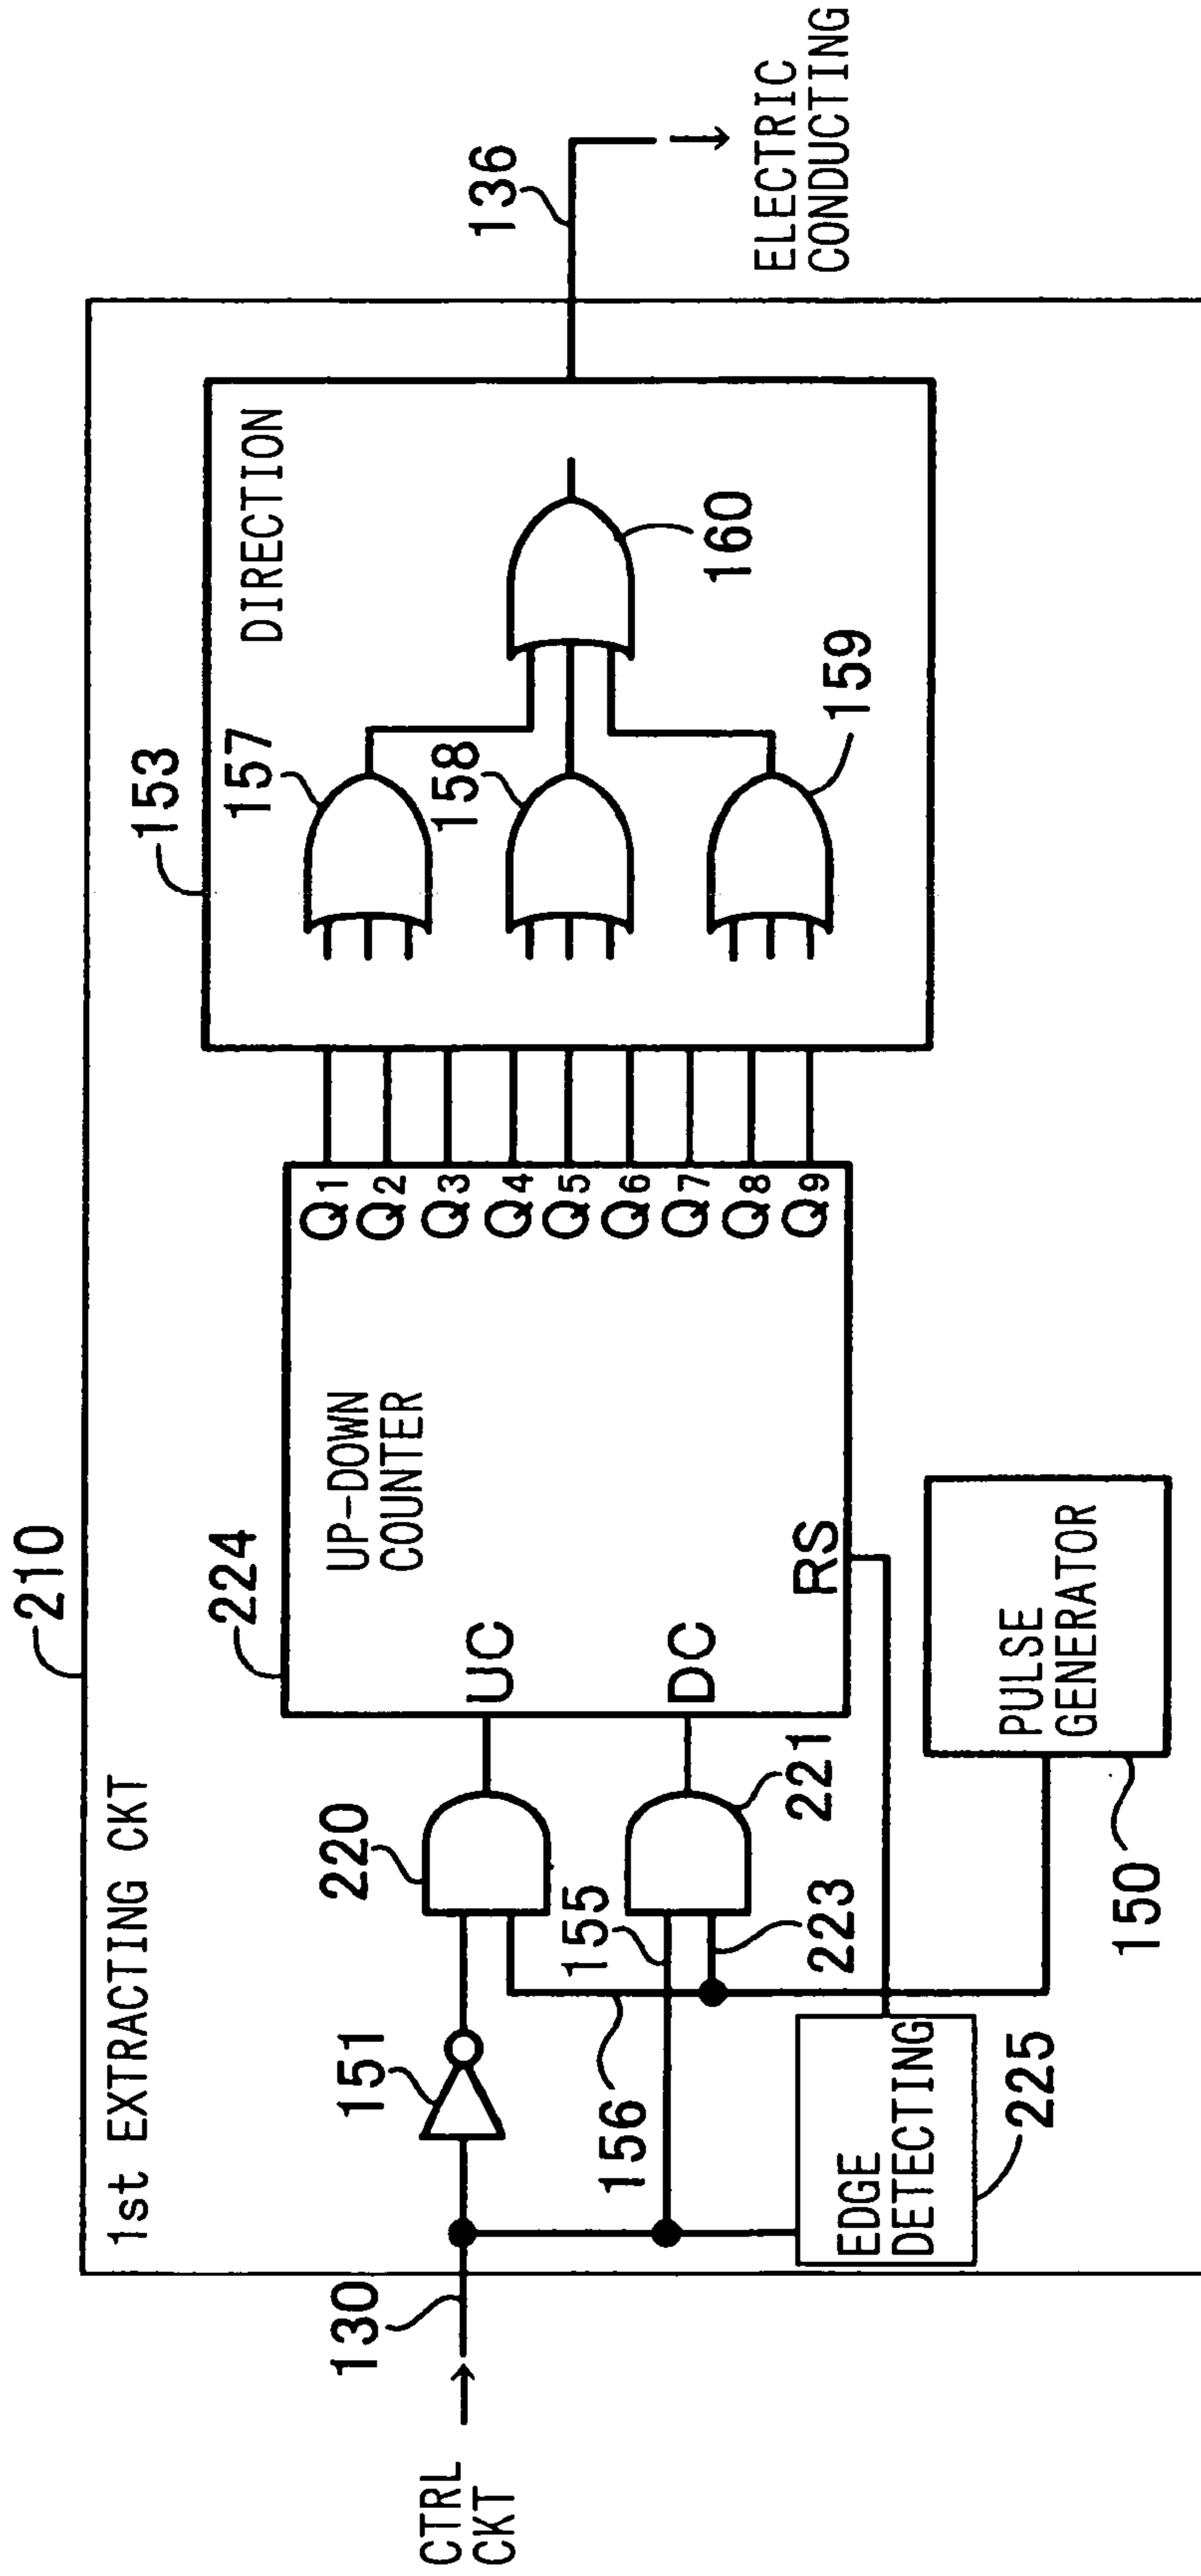 210
1st EXTRACTING CKT
153
224
DIRECTION
157
158
136
151
220
UP-DOWN
COUNTER
Q1
Q2
Q3
Q4
Q5
Q6
Q7
Q8
Q9
160
159
ELECTRIC
CONDUCTING
CTRL
CKT
130
UC
155
156
DC
221
223
RS
EDGE
DETECTING
225
150
PULSE
GENERATOR